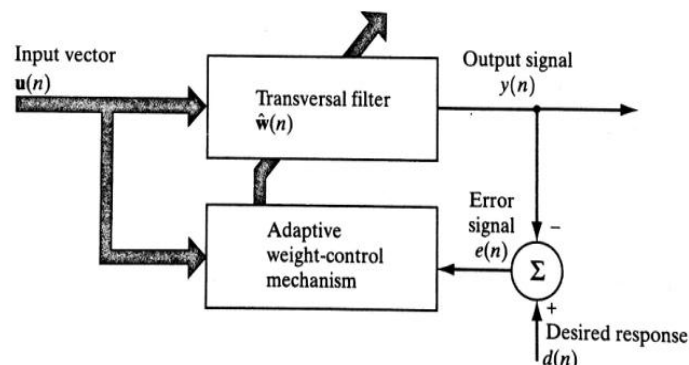 Input vector
u(n)
Transversal filter
ŵ(n)
Output signal
y(n)
Adaptive
weight-control
mechanism
Error
signal
e(n)
−
Σ
+
Desired response
d(n)